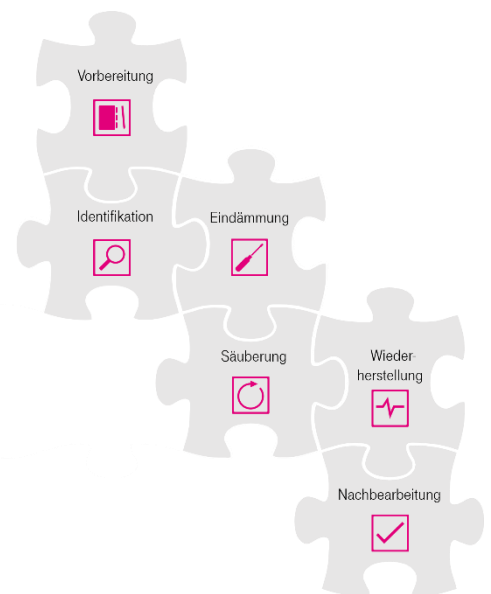 Vorbereitung
Identifikation
Eindämmung
Säuberung
Wieder-
herstellung
Nachbearbeitung